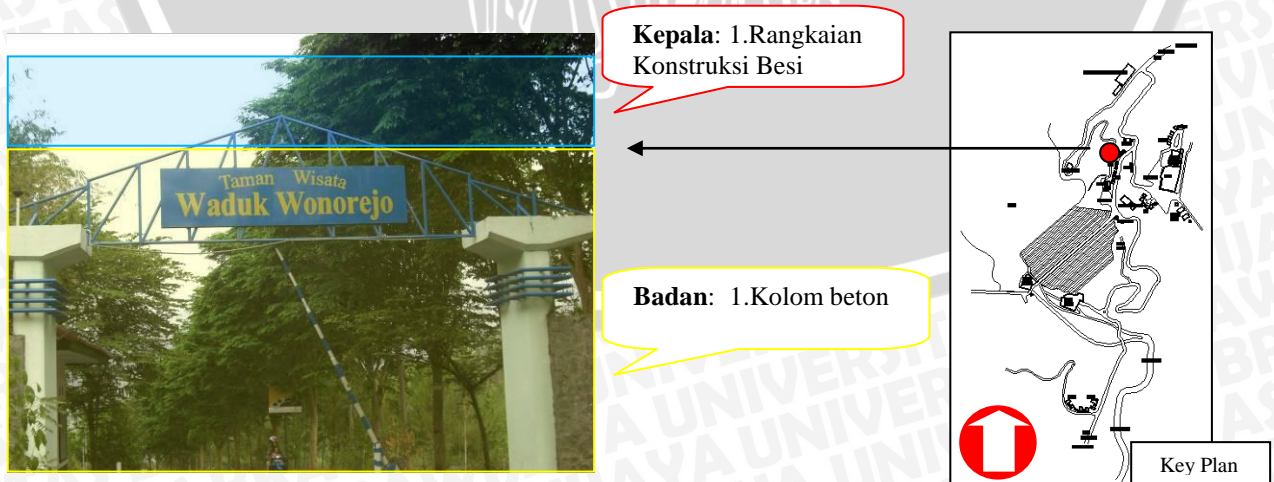 Kepala: 1.Rangkaian
Konstruksi Besi
Taman Wisata
Waduk Wonorejo
Badan: 1.Kolom beton
Key Plan